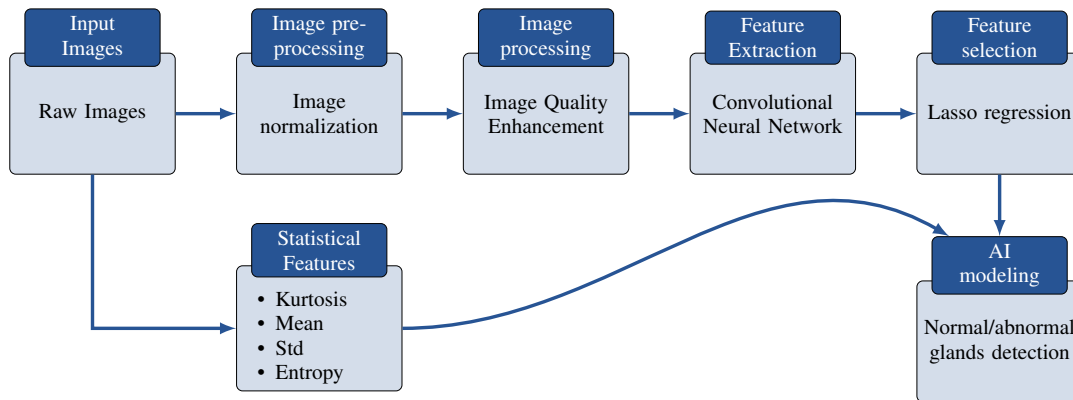 Input
Images
Raw Images
Image pre-
processing
Image
normalization
Image
processing
Image Quality
Enhancement
Feature
Extraction
Convolutional
Neural Network
Feature
selection
Lasso regression
Statistical
Features
• Kurtosis
• Mean
• Std
• Entropy
AI
modeling
Normal/abnormal
glands detection